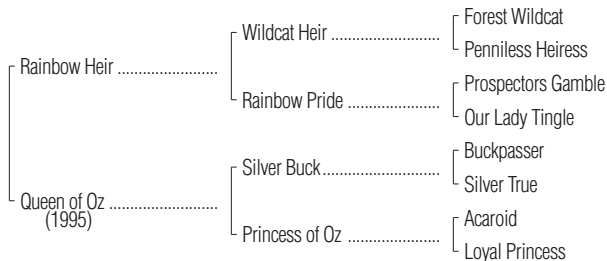 Forest Wildcat
Wildcat Heir ........................
Penniless Heiress
Rainbow Heir ......................
Prospectors Gamble
Rainbow Pride ....................
Our Lady Tingle
Buckpasser
Silver Buck.........................
Silver True
Queen of Oz ........................
(1995)
Acaroid
Princess of Oz ....................
Loyal Princess